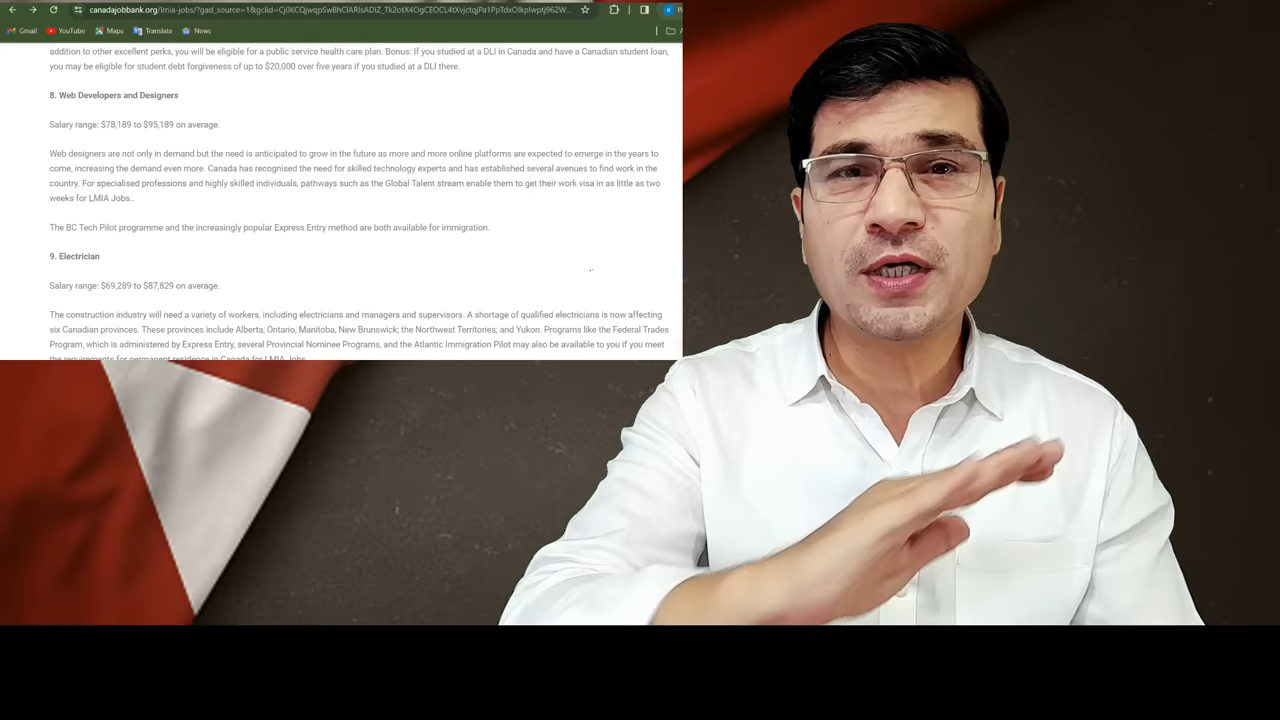 canadajobbank.org/lmia-jobs/?gad_source=1&gclid=
Gmail YouTube Maps Translate News
addition to other excellent perks, you will be eligible for a public service health care plan. Bonus: If you studied at a DLI in Canada and have a Canadian student loan,
you may be eligible for student debt forgiveness of up to $20,000 over five years if you studied at a DLI there.
8. Web Developers and Designers
Salary range: $78,189 to $95,189 on average.
Web designers are not only in demand but the need is anticipated to grow in the future as more and more online platforms are expected to emerge in the years to
come, increasing the demand even more. Canada has recognised the need for skilled technology experts and has established several avenues to find work in the
country. For specialised professions and highly skilled individuals, pathways such as the Global Talent stream enable them to get their work visa in as little as two
weeks for LMIA Jobs..
The BC Tech Pilot programme and the increasingly popular Express Entry method are both available for immigration.
9. Electrician
Salary range: $69,289 to $87,829 on average.
The construction industry will need a variety of workers, including electricians and managers and supervisors. A shortage of qualified electricians is now affecting
six Canadian provinces. These provinces include Alberta, Ontario, Manitoba, New Brunswick; the Northwest Territories; and Yukon. Programs like the Federal Trades
Program, which is administered by Express Entry, several Provincial Nominee Programs, and the Atlantic Immigration Pilot may also be available to you if you meet
the requirements for permanent residence in Canada for LMIA Jobs.